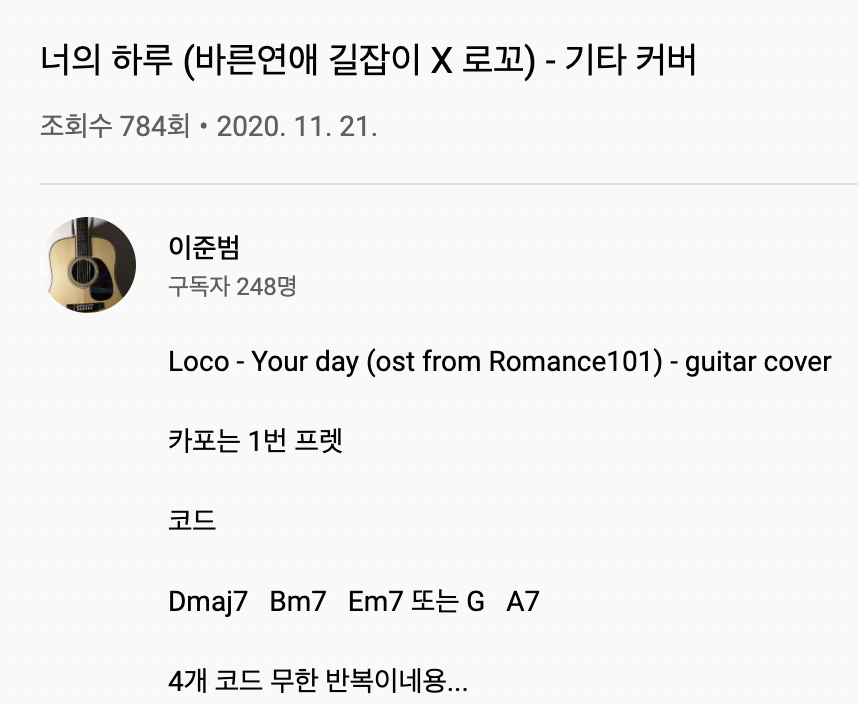 너의 하루 (바른연애 길잡이 X 로꼬) - 기타 커버
조회수 784회 • 2020. 11. 21.
이준범
구독자 248명
Loco - Your day (ost from Romance101) - guitar cover
카포는 1번 프렛
코드
Dmaj7 Bm7 Em7 또는 G A7
4개 코드 무한 반복이네용...